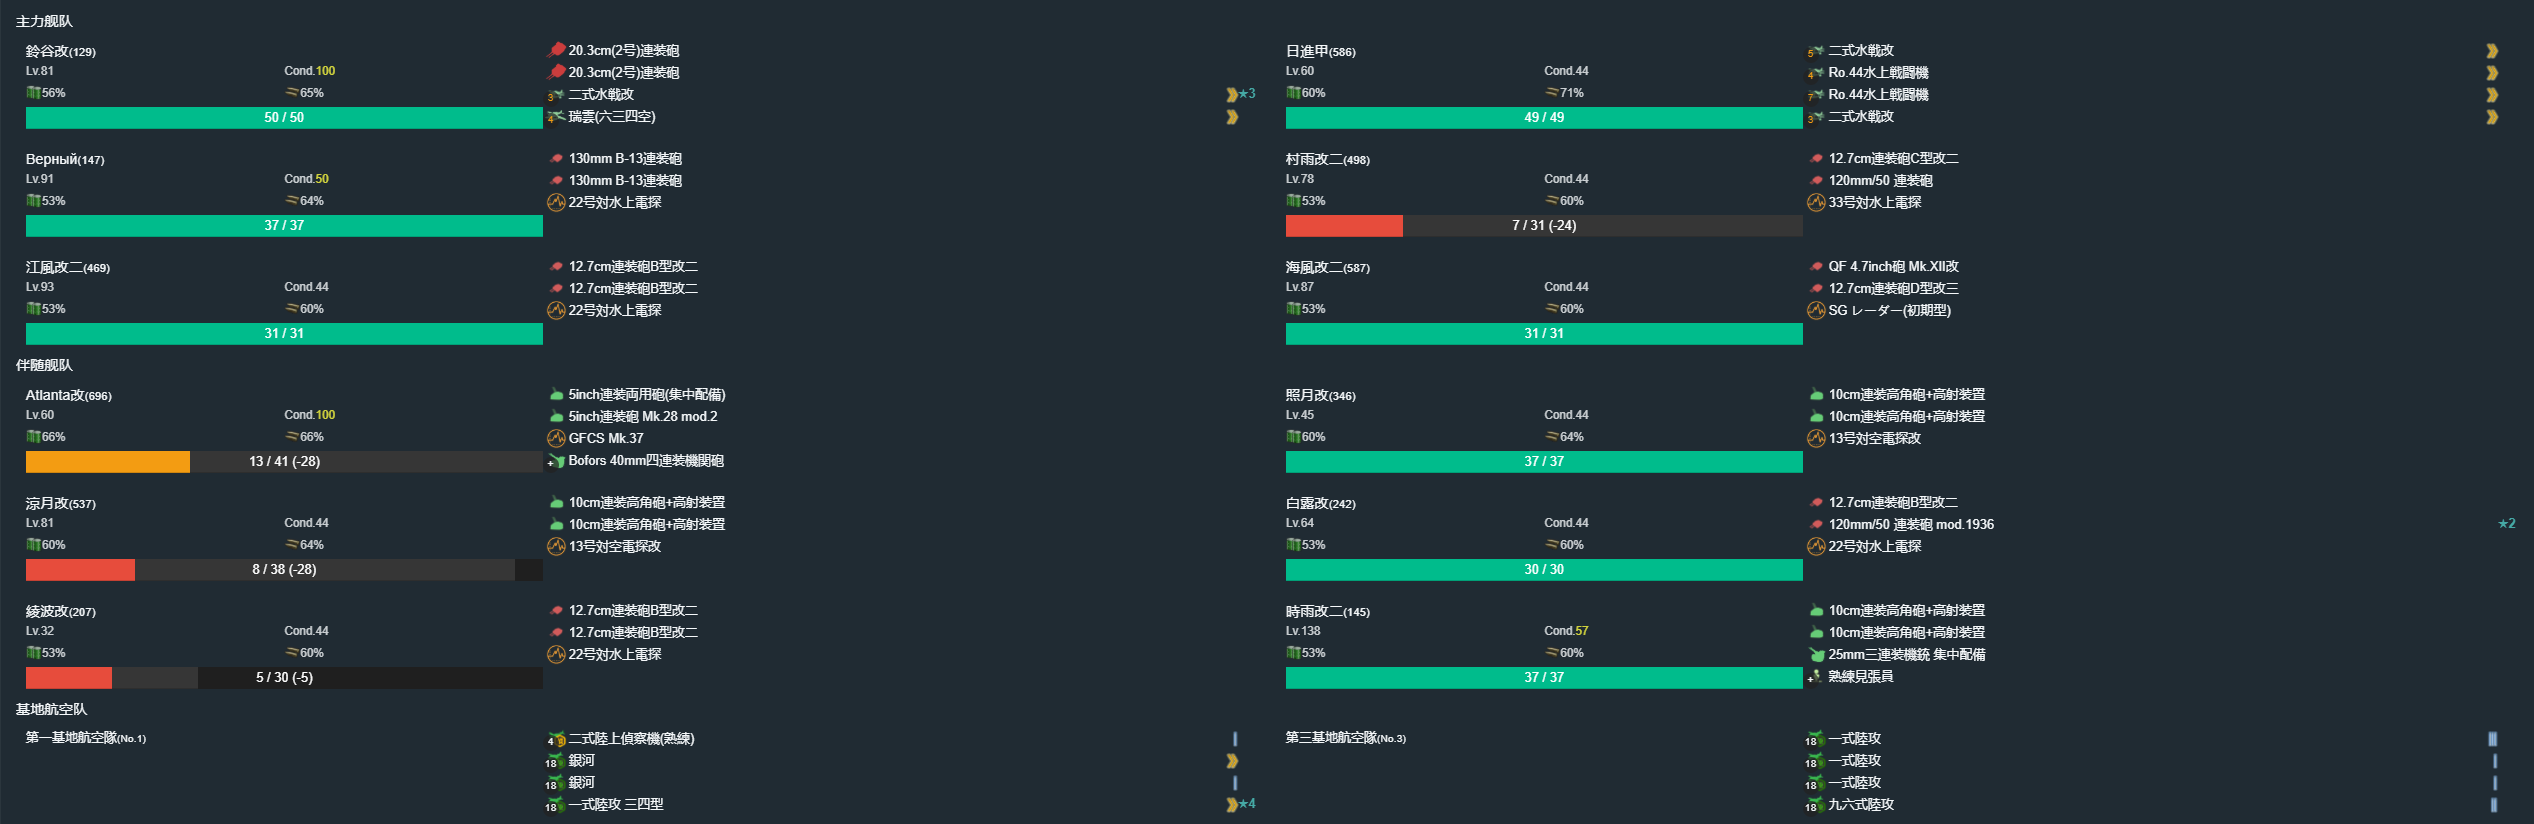 主力舰队
鈴谷改(129)
Lv.81 Cond.100
56% 65%
50 / 50
20.3cm(2号)連装砲
20.3cm(2号)連装砲
3 二式水戦改 ★3
4 瑞雲(六三四空)
日進甲(586)
Lv.60 Cond.44
60% 71%
49 / 49
5 二式水戦改
4 Ro.44水上戦闘機
7 Ro.44水上戦闘機
3 二式水戦改
Верный(147)
Lv.91 Cond.50
53% 64%
37 / 37
130mm B-13連装砲
130mm B-13連装砲
22号対水上電探
村雨改二(498)
Lv.78 Cond.44
53% 60%
7 / 31 (-24)
12.7cm連装砲C型改二
120mm/50 連装砲
33号対水上電探
江風改二(469)
Lv.93 Cond.44
53% 60%
31 / 31
12.7cm連装砲B型改二
12.7cm連装砲B型改二
22号対水上電探
海風改二(587)
Lv.87 Cond.44
53% 60%
31 / 31
QF 4.7inch砲 Mk.XII改
12.7cm連装砲D型改三
SG レーダー(初期型)
伴随舰队
Atlanta改(696)
Lv.60 Cond.100
66% 66%
13 / 41 (-28)
5inch連装両用砲(集中配備)
5inch連装砲 Mk.28 mod.2
GFCS Mk.37
+ Bofors 40mm四連装機関砲
照月改(346)
Lv.45 Cond.44
60% 64%
37 / 37
10cm連装高角砲+高射装置
10cm連装高角砲+高射装置
13号対空電探改
涼月改(537)
Lv.81 Cond.44
60% 64%
8 / 38 (-28)
10cm連装高角砲+高射装置
10cm連装高角砲+高射装置
13号対空電探改
白露改(242)
Lv.64 Cond.44
53% 60%
30 / 30
12.7cm連装砲B型改二
120mm/50 連装砲 mod.1936 ★2
22号対水上電探
綾波改(207)
Lv.32 Cond.44
53% 60%
5 / 30 (-5)
12.7cm連装砲B型改二
12.7cm連装砲B型改二
22号対水上電探
時雨改二(145)
Lv.138 Cond.57
53% 60%
37 / 37
10cm連装高角砲+高射装置
10cm連装高角砲+高射装置
25mm三連装機銃 集中配備
+ 熟練見張員
基地航空队
第一基地航空隊(No.1)
4 二式陸上偵察機(熟練)
18 銀河
18 銀河
18 一式陸攻 三四型 ★4
第三基地航空隊(No.3)
18 一式陸攻
18 一式陸攻
18 一式陸攻
18 九六式陸攻